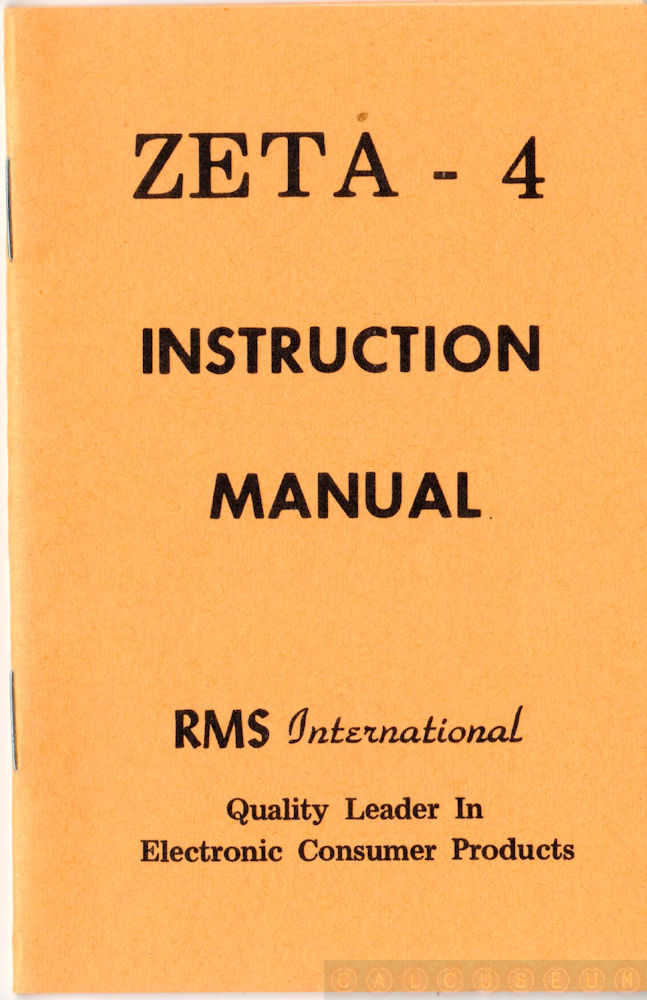 ZETA - 4
INSTRUCTION
MANUAL
RMS International
Quality Leader In
Electronic Consumer Products
CALCUSEUM